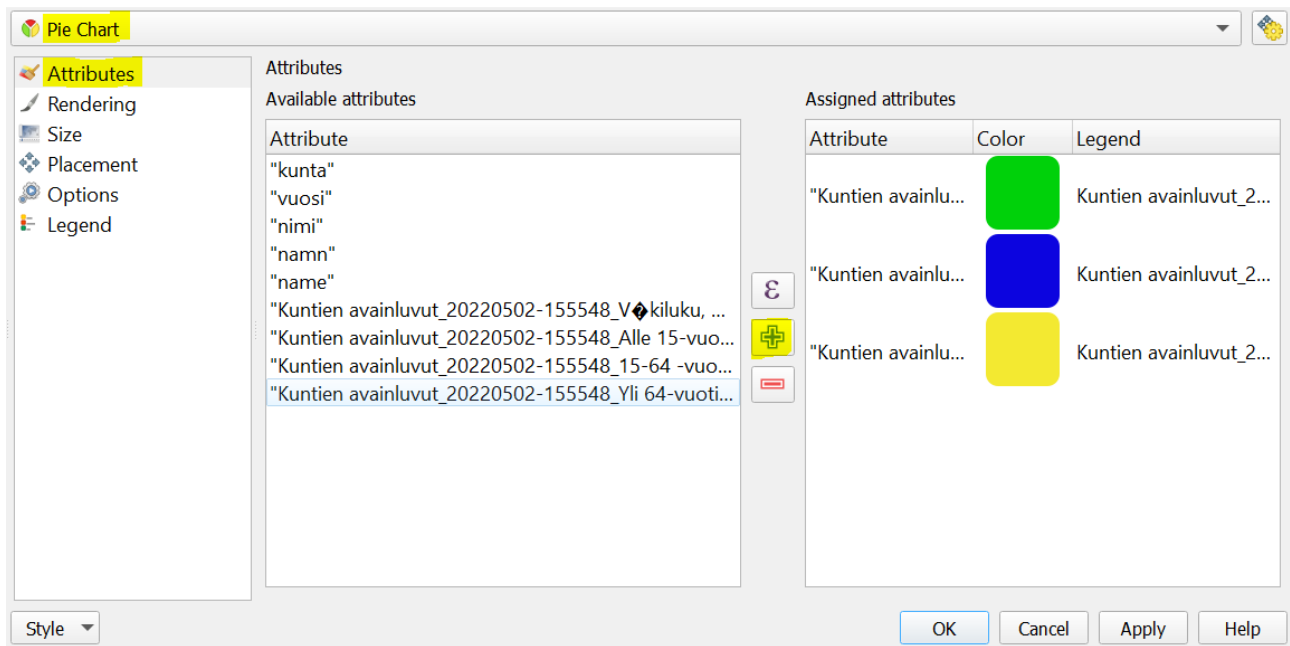 Pie Chart
Attributes
Rendering
Size
Placement
Options
Legend
Attributes
Available attributes
Attribute
"kunta"
"vuosi"
"nimi"
"namn"
"name"
"Kuntien avainluvut_20220502-155548_V�kiluku, ...
"Kuntien avainluvut_20220502-155548_Alle 15-vuo...
"Kuntien avainluvut_20220502-155548_15-64 -vuo...
"Kuntien avainluvut_20220502-155548_Yli 64-vuoti...
ε
Assigned attributes
Attribute Color Legend
"Kuntien avainlu... Kuntien avainluvut_2...
"Kuntien avainlu... Kuntien avainluvut_2...
"Kuntien avainlu... Kuntien avainluvut_2...
Style OK Cancel Apply Help